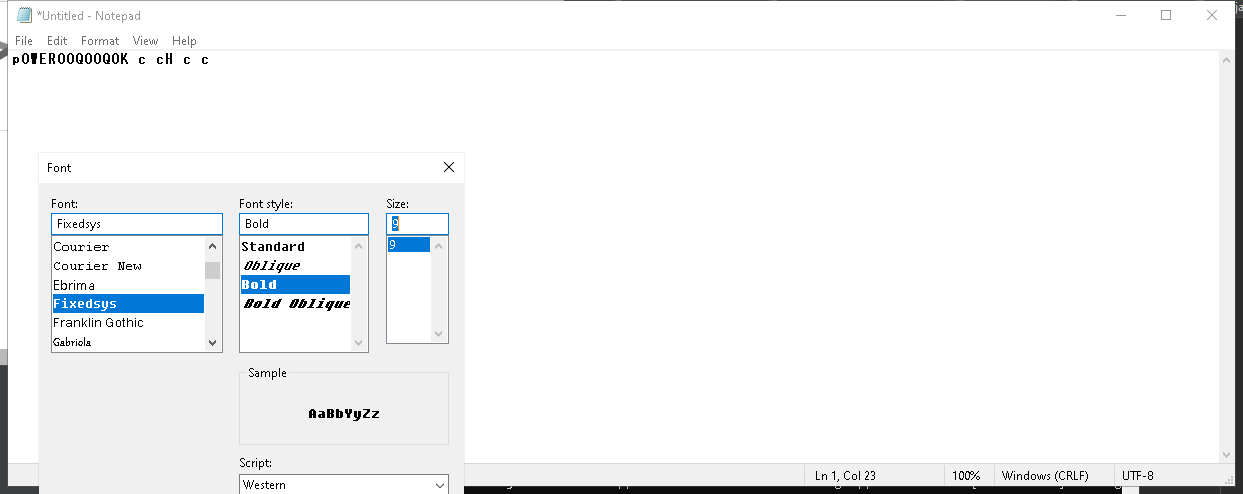 *Untitled - Notepad
File Edit Format View Help
pOWEROOQOOQOK c cH c c
Font
Font: Font style: Size:
Fixedsys Bold 9
Courier Standard 9
Courier New Oblique
Ebrima Bold
Fixedsys Bold Oblique
Franklin Gothic
Gabriola
Sample
AaBbYyZz
Script:
Western
Ln 1, Col 23 100% Windows (CRLF) UTF-8